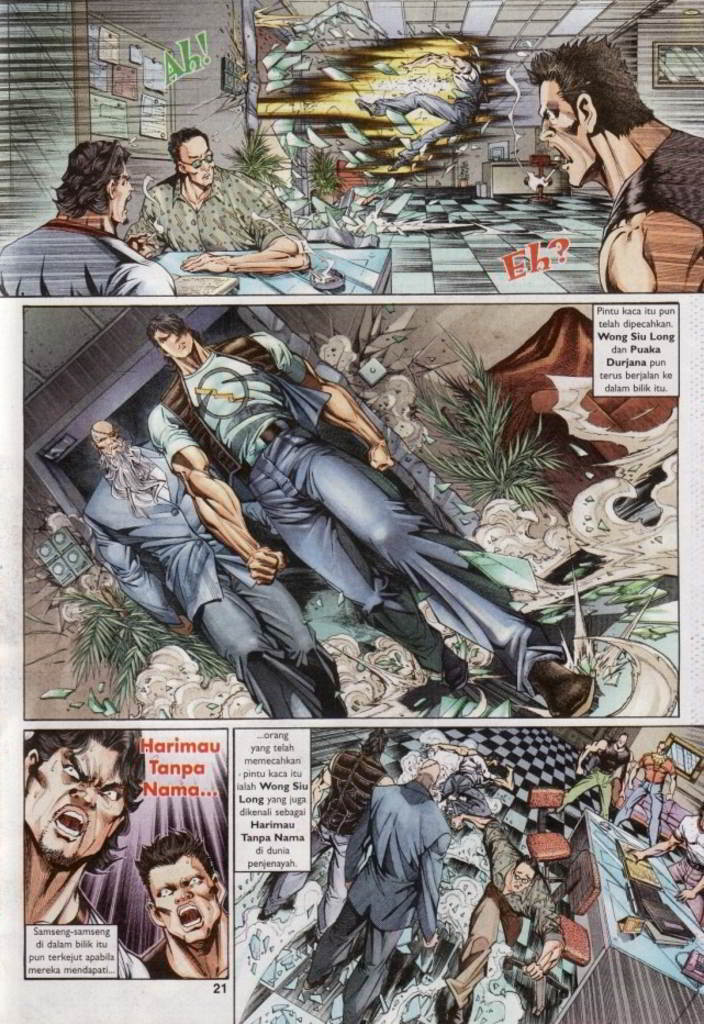 Ah!
Eh?
Pintu kaca itu pun
telah dipecahkan.
Wong Siu Long
dan Puaka
Durjana pun
terus berjalan ke
dalam bilik itu.
Harimau
Tanpa
Nama...
Samseng-samseng
di dalam bilik itu
pun terkejut apabila
mereka mendapati...
...orang
yang telah
memecahkan
pintu kaca itu
ialah Wong Siu
Long yang juga
dikenali sebagai
Harimau
Tanpa Nama
di dunia
penjenayah.
21